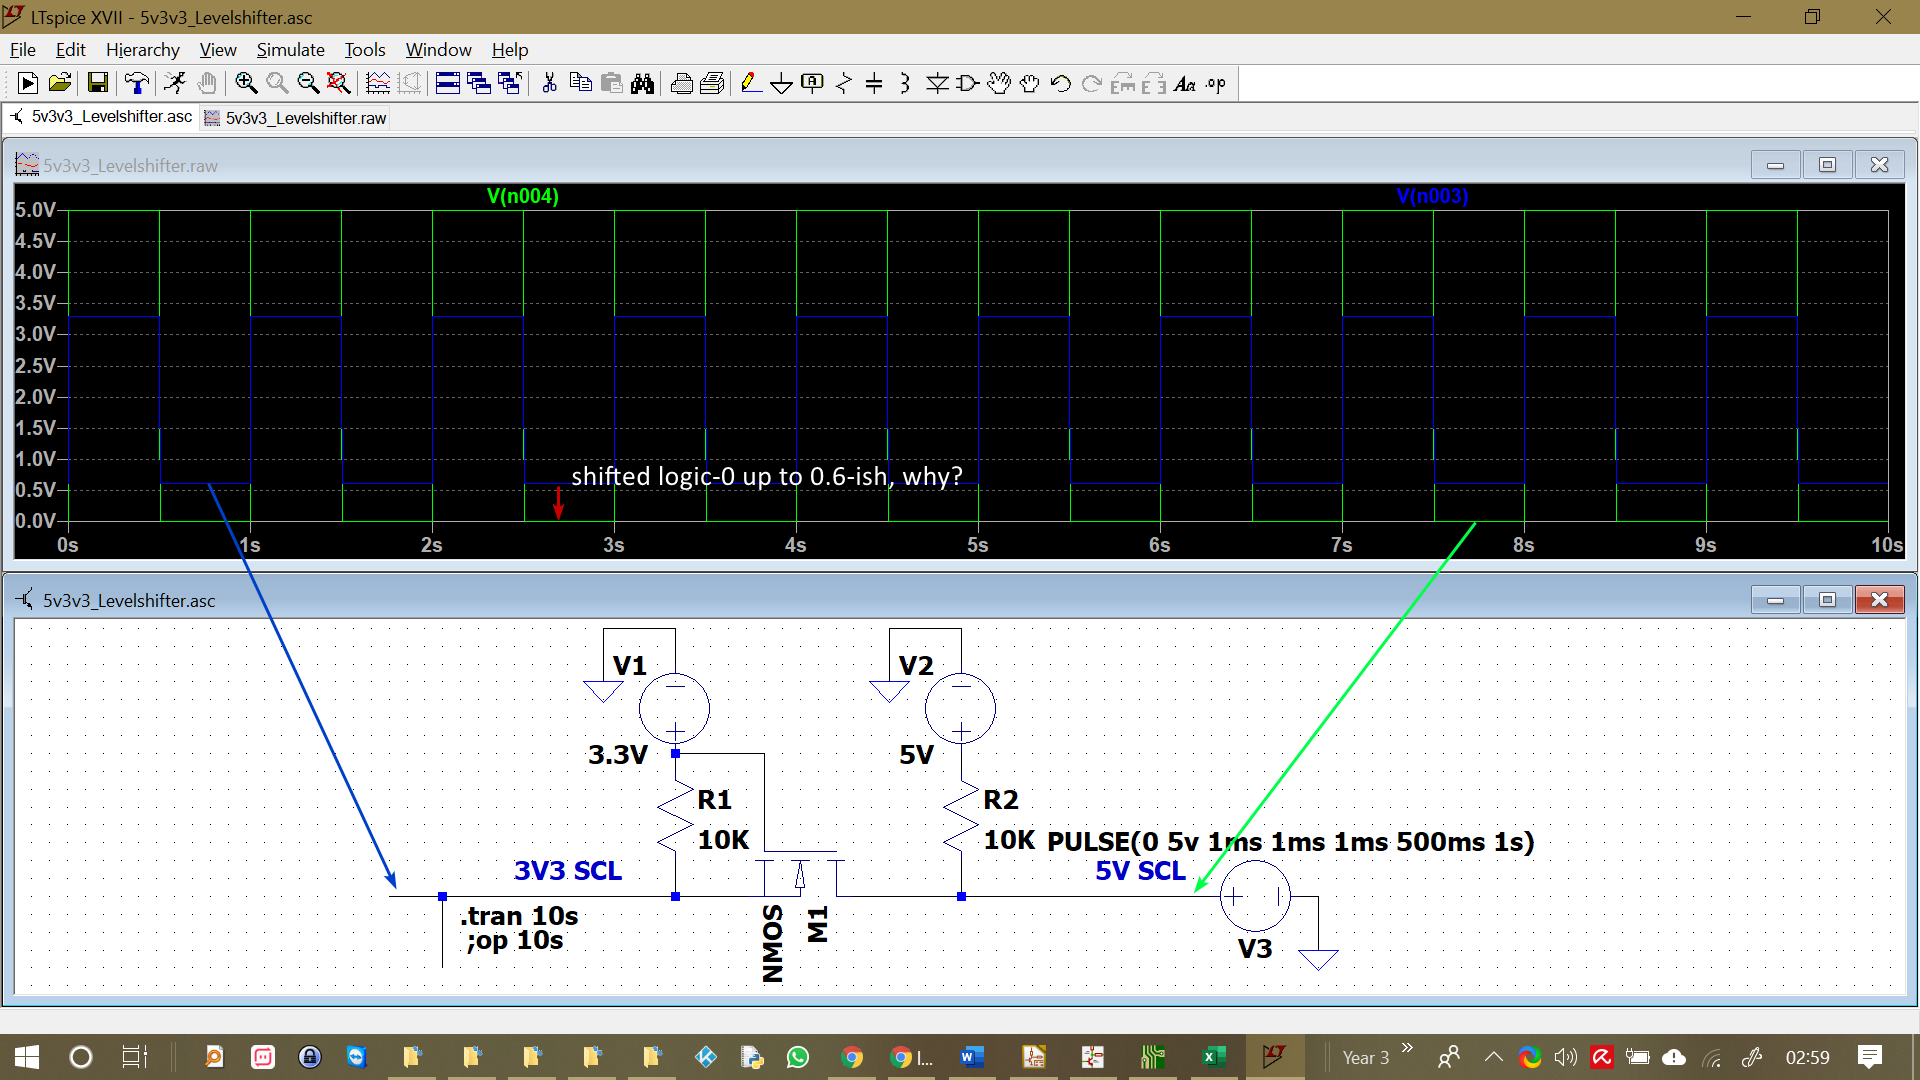 LTspice XVII - 5v3v3_Levelshifter.asc
File Edit Hierarchy View Simulate Tools Window Help
5v3v3_Levelshifter.asc 5v3v3_Levelshifter.raw
5v3v3_Levelshifter.raw
V(n004) V(n003)
5.0V
4.5V
4.0V
3.5V
3.0V
2.5V
2.0V
1.5V
1.0V
shifted logic-0 up to 0.6-ish, why?
0.5V
0.0V
0s 1s 2s 3s 4s 5s 6s 7s 8s 9s 10s
5v3v3_Levelshifter.asc
V1 V2
3.3V 5V
R1 R2
10K 10K PULSE(0 5v 1ms 1ms 1ms 500ms 1s)
3V3 SCL 5V SCL
.tran 10s
;op 10s
NMOS
M1
V3
I... Year 3 » 02:59